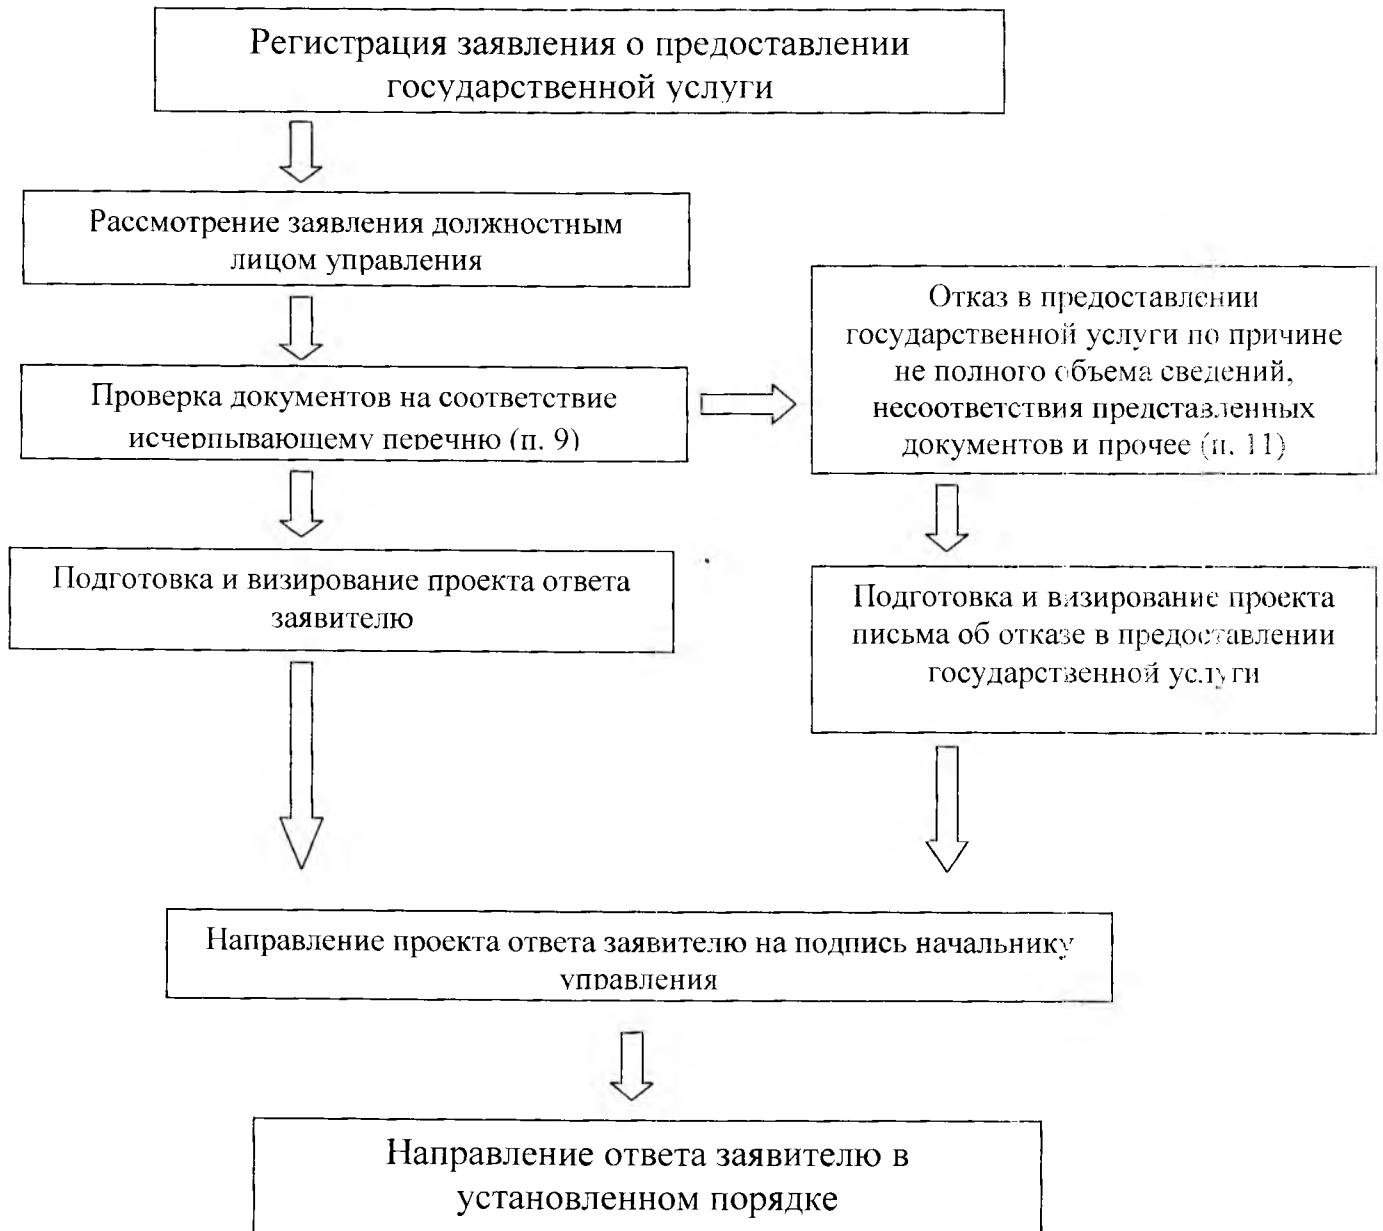 Регистрация заявления о предоставлении
государственной услуги
Рассмотрение заявления должностным
лицом управления
Проверка документов на соответствие
исчерпывающему перечню (п. 9)
Отказ в предоставлении
государственной услуги по причине
не полного объема сведений,
несоответствия представленных
документов и прочее (п. 11)
Подготовка и визирование проекта ответа
заявителю
Подготовка и визирование проекта
письма об отказе в предоставлении
государственной услуги
Направление проекта ответа заявителю на подпись начальнику
управления
Направление ответа заявителю в
установленном порядке